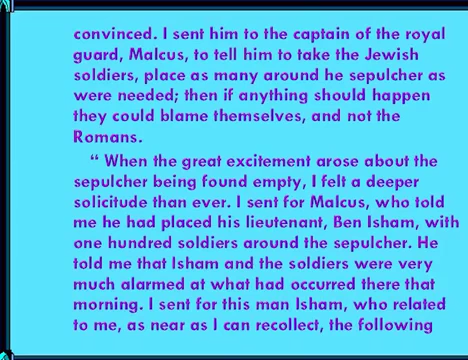 convinced. I sent him to the captain of the royal
guard, Malcus, to tell him to take the Jewish
soldiers, place as many around he sepulcher as
were needed; then if anything should happen
they could blame themselves, and not the
Romans.
“ When the great excitement arose about the
sepulcher being found empty, I felt a deeper
solicitude than ever. I sent for Malcus, who told
me he had placed his lieutenant, Ben Isham, with
one hundred soldiers around the sepulcher. He
told me that Isham and the soldiers were very
much alarmed at what had occurred there that
morning. I sent for this man Isham, who related
to me, as near as I can recollect, the following